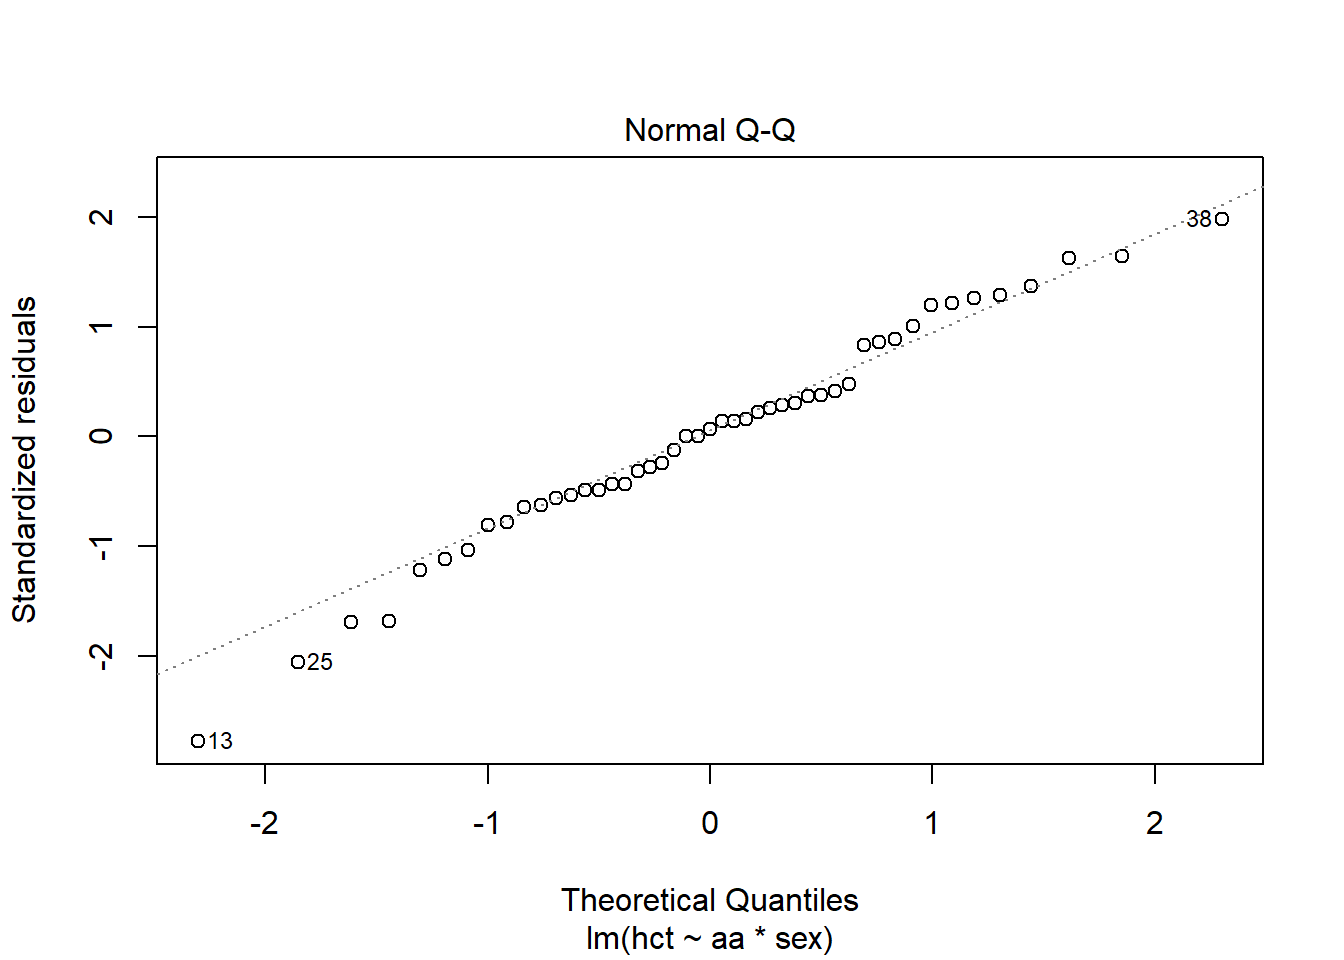 Normal Q-Q
Standardized residuals
2
1
0
-1
-2
38
25
13
-2 -1 0 1 2
Theoretical Quantiles
lm(hct ~ aa * sex)